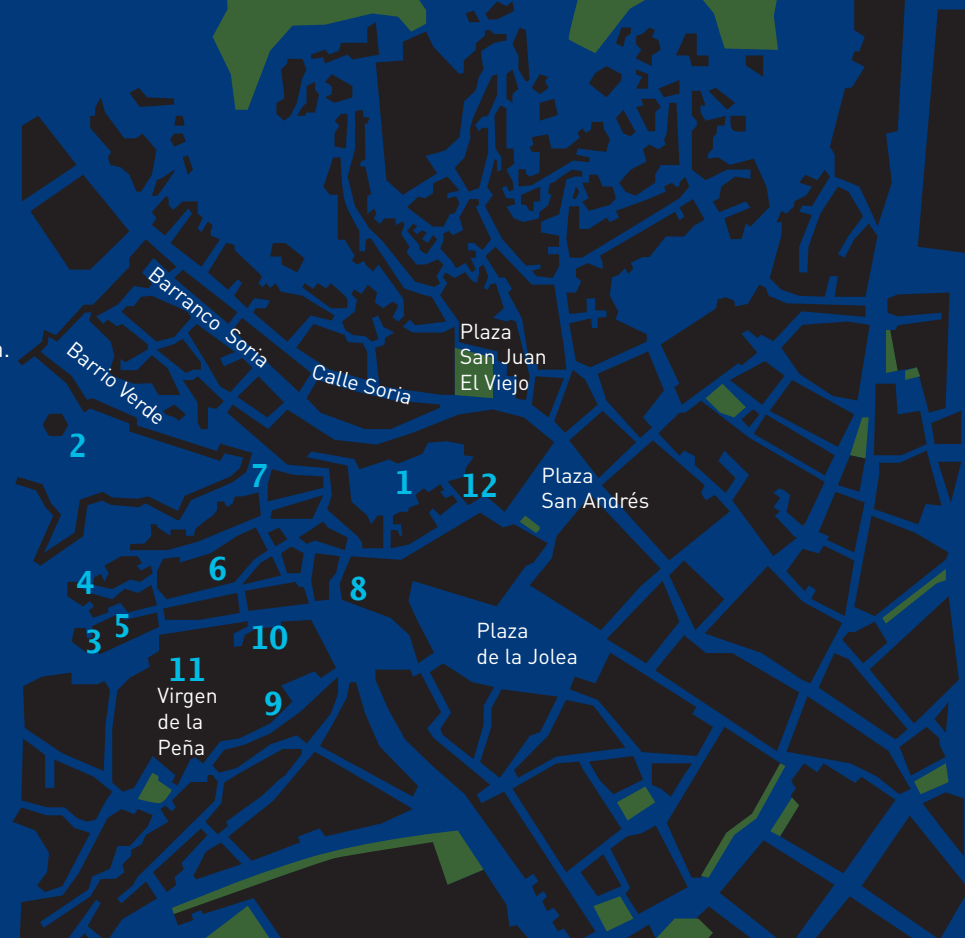 Plaza
San Juan
El Viejo
Barranco Soria
n.
Calle Soria
Barrio Verde
2
7
1
12
Plaza
San Andrés
6
4
8
5
3
10
Plaza
de la Jolea
11
Virgen
de la
Peña
9